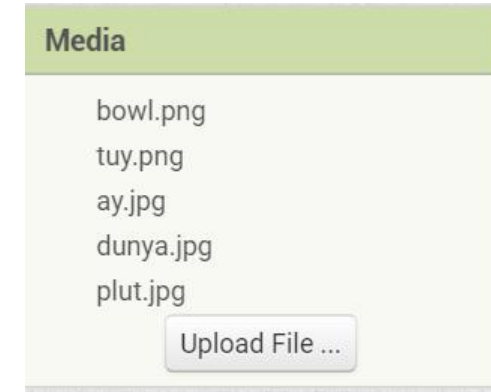 Media
bowl.png
tuy.png
ay.jpg
dunya.jpg
plut.jpg
Upload File ...